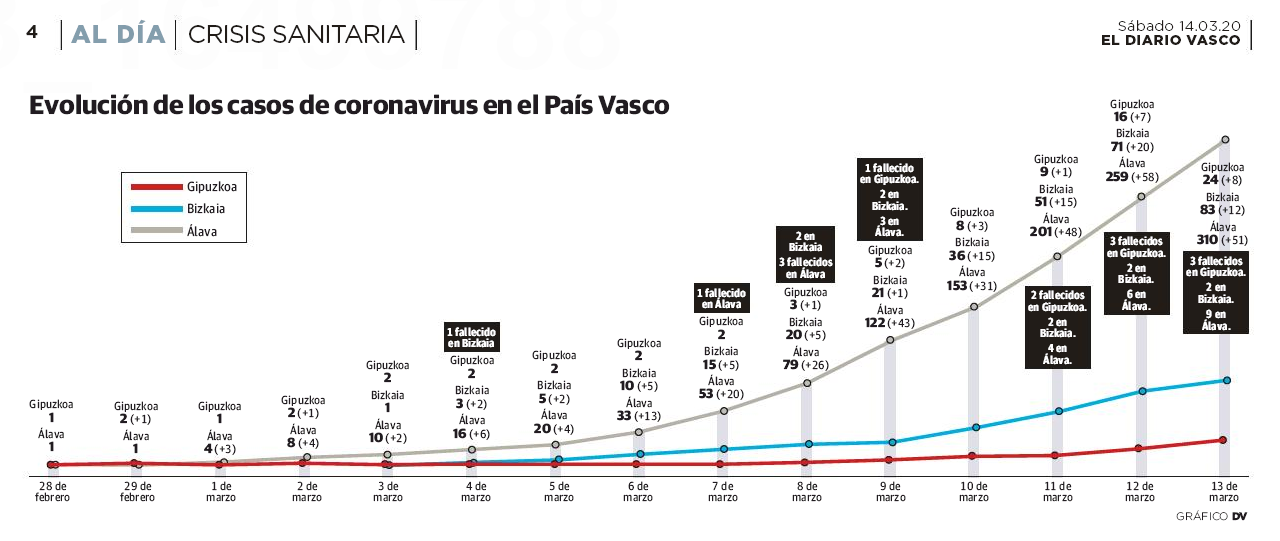 4 | AL DÍA | CRISIS SANITARIA |
Sábado 14.03.20
EL DIARIO VASCO
Evolución de los casos de coronavirus en el País Vasco
Gipuzkoa
Bizkaia
Álava
Gipuzkoa
1
Álava
1
28 de
febrero
Gipuzkoa
2 (+1)
Álava
1
29 de
febrero
Gipuzkoa
1
Álava
4 (+3)
1 de
marzo
Gipuzkoa
2 (+1)
Álava
8 (+4)
2 de
marzo
Gipuzkoa
2
Bizkaia
1
Álava
10 (+2)
3 de
marzo
1 fallecido
en Bizkaia
Gipuzkoa
2
Bizkaia
3 (+2)
Álava
16 (+6)
4 de
marzo
Gipuzkoa
2
Bizkaia
5 (+2)
Álava
20 (+4)
5 de
marzo
Gipuzkoa
2
Bizkaia
10 (+5)
Álava
33 (+13)
6 de
marzo
1 fallecido
en Álava
Gipuzkoa
2
Bizkaia
15 (+5)
Álava
53 (+20)
7 de
marzo
2 en
Bizkaia
3 fallecidos
en Álava
Gipuzkoa
3 (+1)
Bizkaia
20 (+5)
Álava
79 (+26)
8 de
marzo
1 fallecido
en Gipuzkoa.
2 en
Bizkaia.
3 en
Álava.
Gipuzkoa
5 (+2)
Bizkaia
21 (+1)
Álava
122 (+43)
9 de
marzo
Gipuzkoa
8 (+3)
Bizkaia
36 (+15)
Álava
153 (+31)
10 de
marzo
Gipuzkoa
9 (+1)
Bizkaia
51 (+15)
Álava
201 (+48)
2 fallecidos
en Gipuzkoa.
2 en
Bizkaia.
4 en
Álava.
11 de
marzo
Gipuzkoa
16 (+7)
Bizkaia
71 (+20)
Álava
259 (+58)
3 fallecidos
en Gipuzkoa.
2 en
Bizkaia.
6 en
Álava.
12 de
marzo
Gipuzkoa
24 (+8)
Bizkaia
83 (+12)
Álava
310 (+51)
3 fallecidos
en Gipuzkoa.
2 en
Bizkaia.
9 en
Álava.
13 de
marzo
GRÁFICO DV